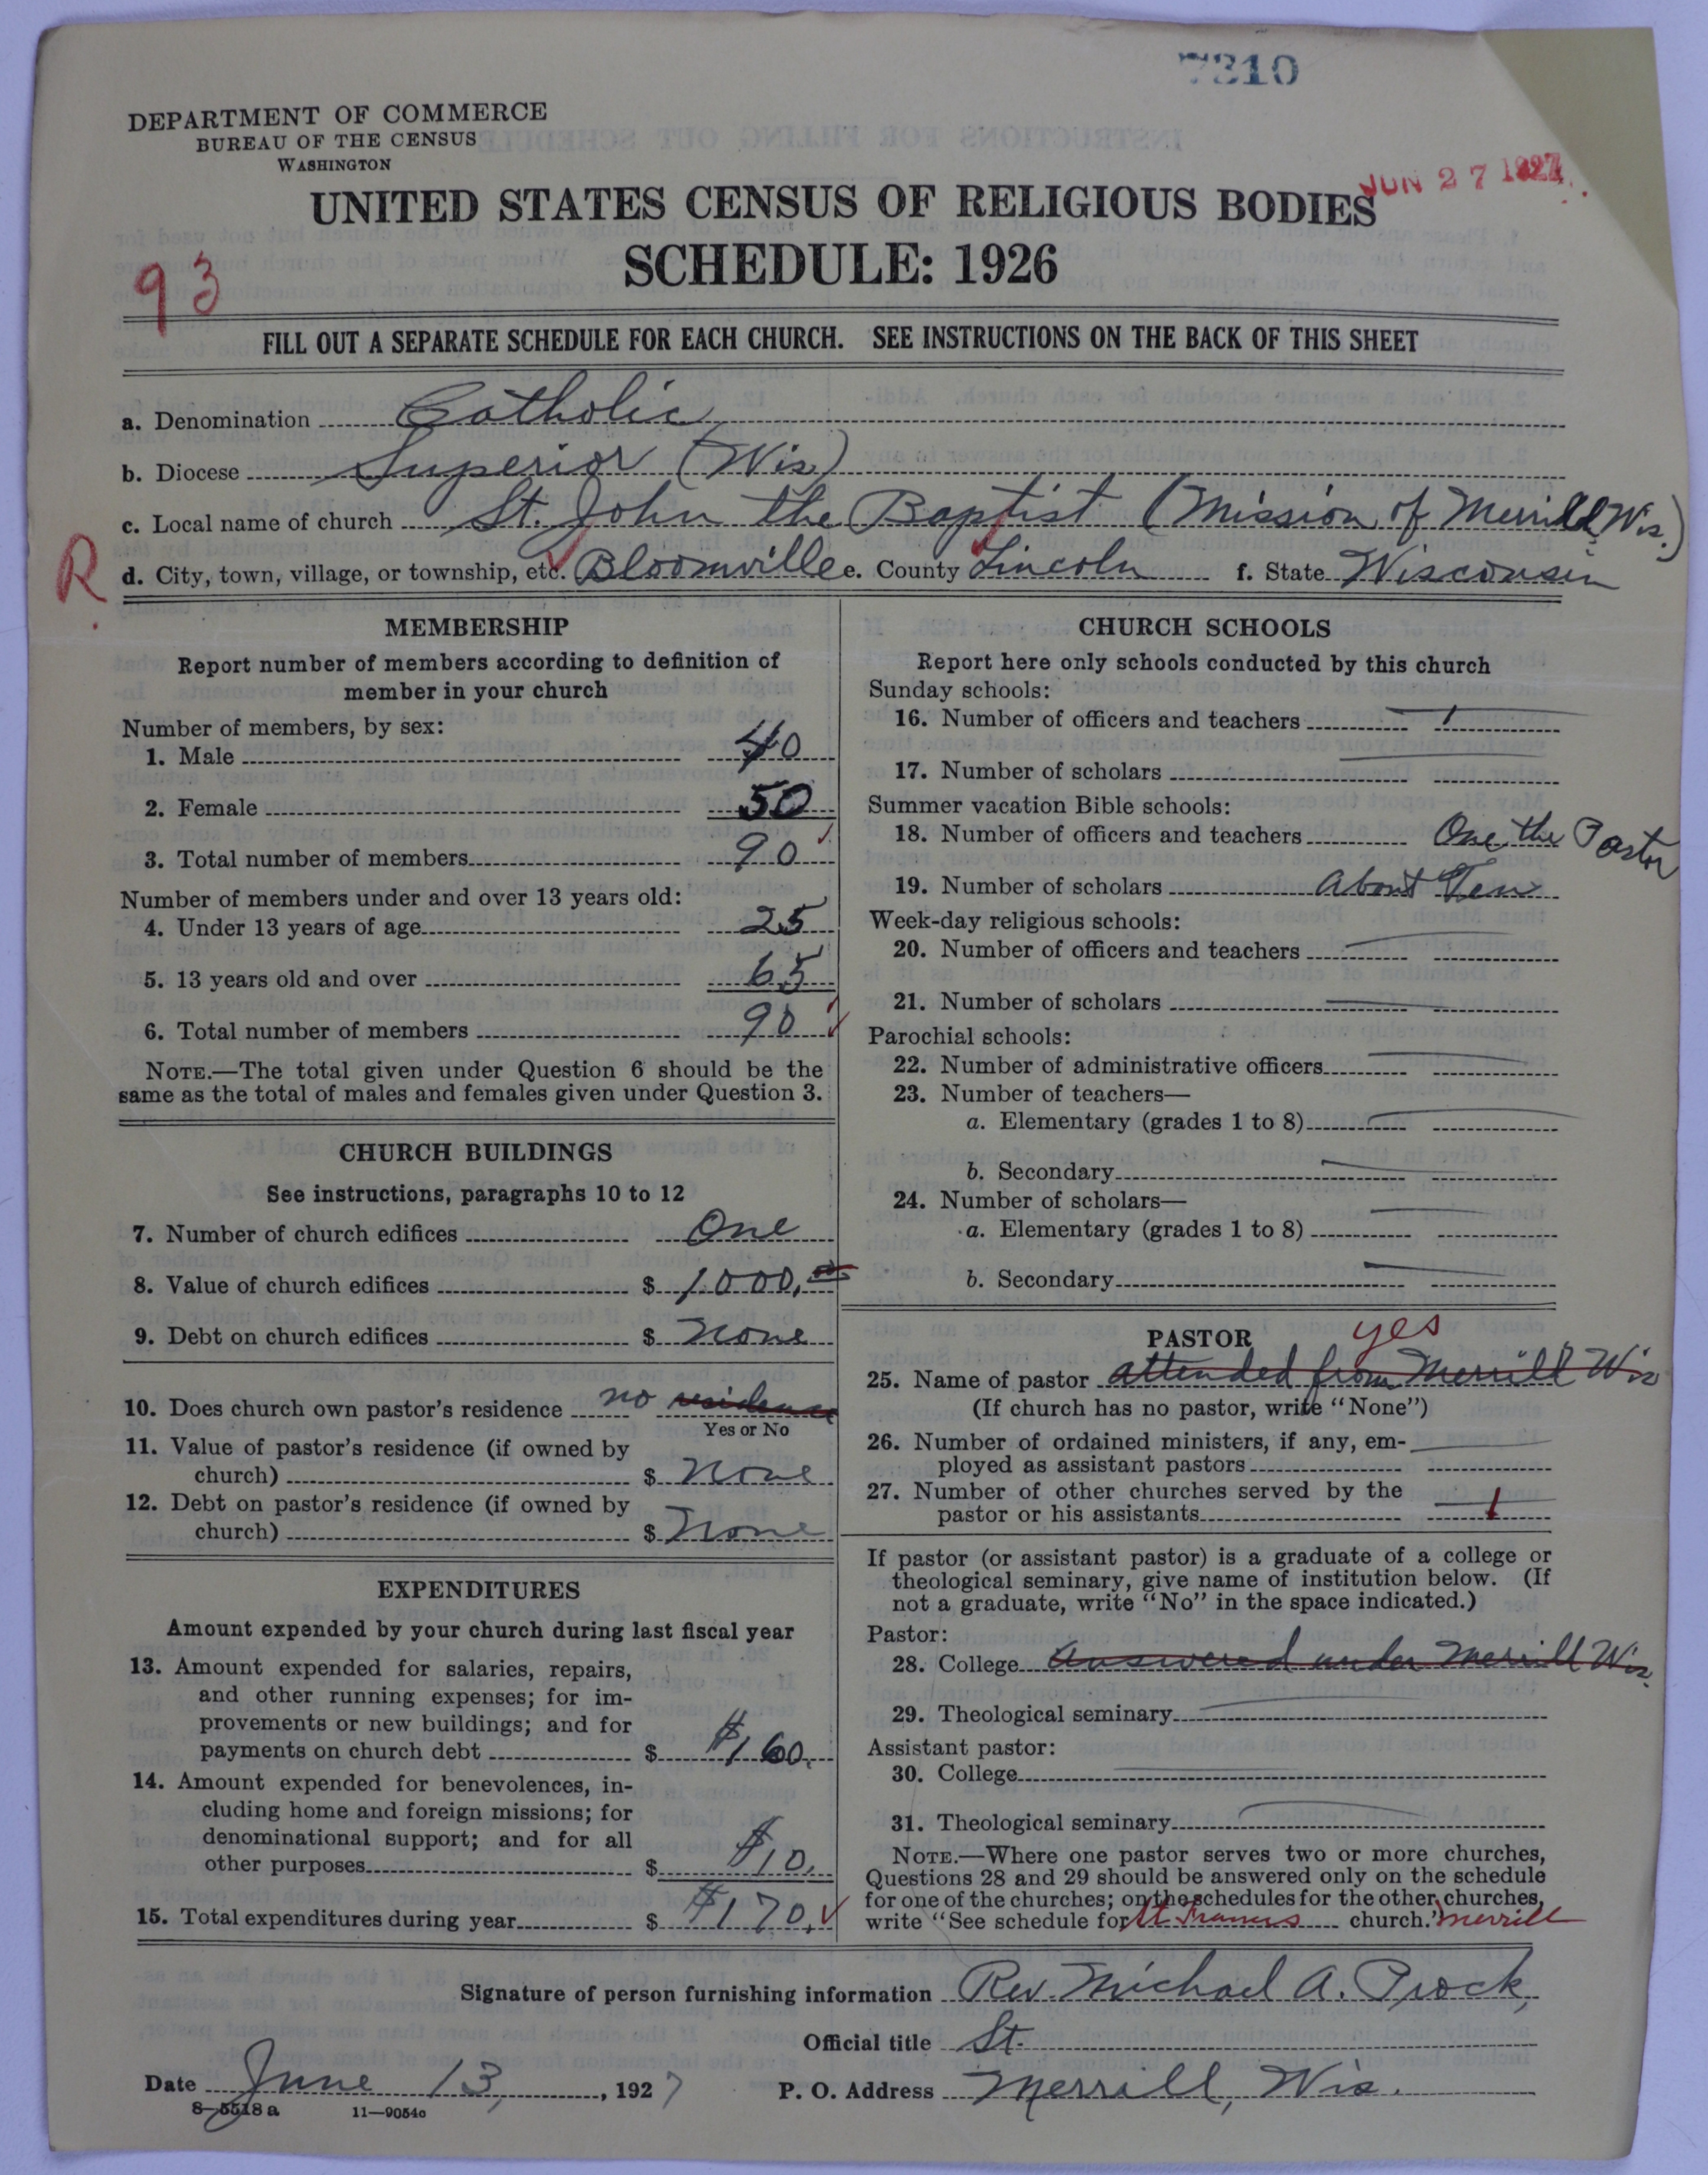 7310
DEPARTMENT OF COMMERCE
BUREAU OF THE CENSUS
WASHINGTON
JUN 27 1927
UNITED STATES CENSUS OF RELIGIOUS BODIES
SCHEDULE: 1926
93
FILL OUT A SEPARATE SCHEDULE FOR EACH CHURCH. SEE INSTRUCTIONS ON THE BACK OF THIS SHEET
a. Denomination Catholic
b. Diocese Superior (Wis)
c. Local name of church St. John the Baptist (Mission of Merrill Wis.)
R
d. City, town, village, or township, etc. Bloomville e. County Lincoln f. State Wisconsin
MEMBERSHIP
Report number of members according to definition of
member in your church
Number of members, by sex:
1. Male 40
2. Female 50
3. Total number of members 90
Number of members under and over 13 years old:
4. Under 13 years of age 25
5. 13 years old and over 65
6. Total number of members 90
NOTE.—The total given under Question 6 should be the
same as the total of males and females given under Question 3.
CHURCH BUILDINGS
See instructions, paragraphs 10 to 12
7. Number of church edifices One
8. Value of church edifices $ 1000.00
9. Debt on church edifices $ None
10. Does church own pastor's residence no residence
Yes or No
11. Value of pastor's residence (if owned by
church) $ None
12. Debt on pastor's residence (if owned by
church) $ None
EXPENDITURES
Amount expended by your church during last fiscal year
13. Amount expended for salaries, repairs,
and other running expenses; for im-
provements or new buildings; and for
payments on church debt $ $160.
14. Amount expended for benevolences, in-
cluding home and foreign missions; for
denominational support; and for all
other purposes $ $10.
15. Total expenditures during year $ $170.
CHURCH SCHOOLS
Report here only schools conducted by this church
Sunday schools:
16. Number of officers and teachers
17. Number of scholars
Summer vacation Bible schools:
18. Number of officers and teachers One the Pastor
19. Number of scholars About Ten
Week-day religious schools:
20. Number of officers and teachers
21. Number of scholars
Parochial schools:
22. Number of administrative officers
23. Number of teachers—
a. Elementary (grades 1 to 8)
b. Secondary
24. Number of scholars—
a. Elementary (grades 1 to 8)
b. Secondary
PASTOR yes
25. Name of pastor attended from Merrill Wis
(If church has no pastor, write "None")
26. Number of ordained ministers, if any, em-
ployed as assistant pastors
27. Number of other churches served by the
pastor or his assistants 1
If pastor (or assistant pastor) is a graduate of a college or
theological seminary, give name of institution below. (If
not a graduate, write "No" in the space indicated.)
Pastor:
28. College Answered under Merrill Wis.
29. Theological seminary
Assistant pastor:
30. College
31. Theological seminary
NOTE.—Where one pastor serves two or more churches,
Questions 28 and 29 should be answered only on the schedule
for one of the churches; on the schedules for the other churches,
write "See schedule for St Francis church." Merrill
Signature of person furnishing information Rev. Michael A. Prock,
Official title St.
Date June 13, 1927 P. O. Address Merrill, Wis.
8—5518 a 11—9054c